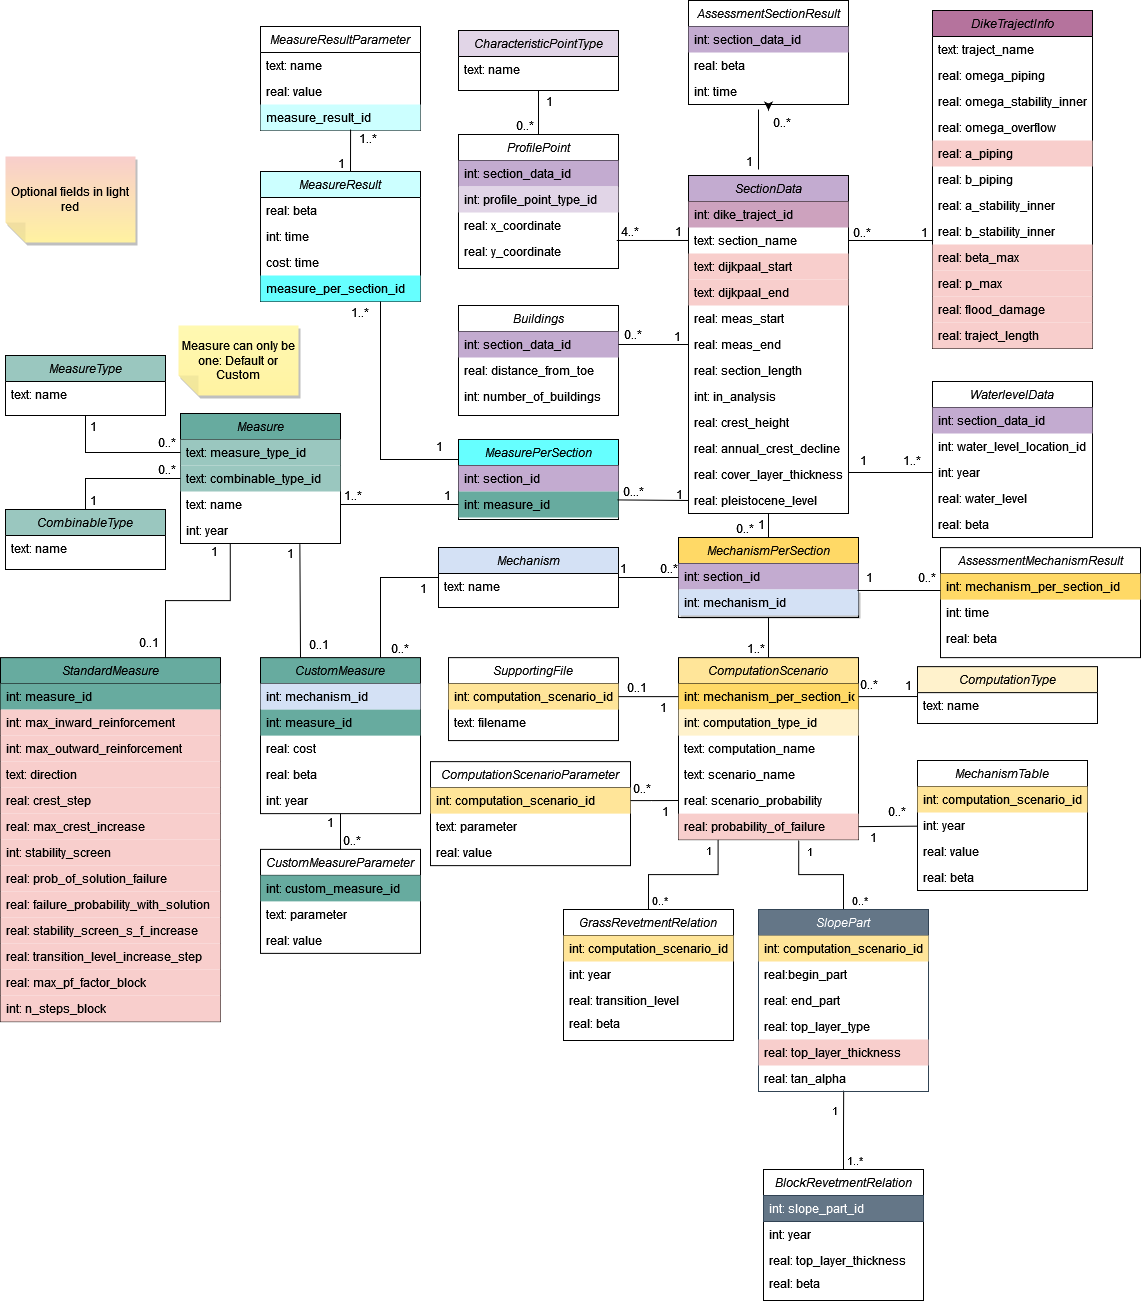 AssessmentSectionResult
int: section_data_id
real: beta
int: time
0..*
1
DikeTrajectInfo
text: traject_name
real: omega_piping
real: omega_stability_inner
real: omega_overflow
real: a_piping
real: b_piping
real: a_stability_inner
real: b_stability_inner
real: beta_max
real: p_max
real: flood_damage
real: traject_length
MeasureResultParameter
text: name
real: value
measure_result_id
1..*
1
CharacteristicPointType
text: name
1
0..*
ProfilePoint
int: section_data_id
int: profile_point_type_id
real: x_coordinate
real: y_coordinate
4..*
1
Optional fields in light
red
MeasureResult
real: beta
int: time
cost: time
measure_per_section_id
1..*
1
SectionData
int: dike_traject_id
text: section_name
text: dijkpaal_start
text: dijkpaal_end
real: meas_start
real: meas_end
real: section_length
int: in_analysis
real: crest_height
real: annual_crest_decline
real: cover_layer_thickness
real: pleistocene_level
0..*
1
Buildings
int: section_data_id
real: distance_from_toe
int: number_of_buildings
0..*
1
Measure can only be
one: Default or
Custom
MeasureType
text: name
1
0..*
Measure
text: measure_type_id
text: combinable_type_id
text: name
int: year
0..*
1
CombinableType
text: name
1..*
1
MeasurePerSection
int: section_id
int: measure_id
0...*
1
WaterlevelData
int: section_data_id
int: water_level_location_id
int: year
real: water_level
real: beta
1
1..*
1
0..*
MechanismPerSection
int: section_id
int: mechanism_id
Mechanism
text: name
1
0..*
1
0..*
AssessmentMechanismResult
int: mechanism_per_section_id
int: time
real: beta
1
0..*
1
0..1
1
0..1
StandardMeasure
int: measure_id
int: max_inward_reinforcement
int: max_outward_reinforcement
text: direction
real: crest_step
real: max_crest_increase
int: stability_screen
real: prob_of_solution_failure
real: failure_probability_with_solution
real: stability_screen_s_f_increase
real: transition_level_increase_step
real: max_pf_factor_block
int: n_steps_block
CustomMeasure
int: mechanism_id
int: measure_id
real: cost
real: beta
int: year
1
0..*
CustomMeasureParameter
int: custom_measure_id
text: parameter
real: value
SupportingFile
int: computation_scenario_id
text: filename
0..1
1
1..*
ComputationScenario
int: mechanism_per_section_id
int: computation_type_id
text: computation_name
text: scenario_name
real: scenario_probability
real: probability_of_failure
0..*
1
ComputationType
text: name
ComputationScenarioParameter
int: computation_scenario_id
text: parameter
real: value
0..*
1
MechanismTable
int: computation_scenario_id
int: year
real: value
real: beta
0..*
1
1
0..*
GrassRevetmentRelation
int: computation_scenario_id
int: year
real: transition_level
real: beta
1
0..*
SlopePart
int: computation_scenario_id
real:begin_part
real: end_part
real: top_layer_type
real: top_layer_thickness
real: tan_alpha
1
1..*
BlockRevetmentRelation
int: slope_part_id
int: year
real: top_layer_thickness
real: beta